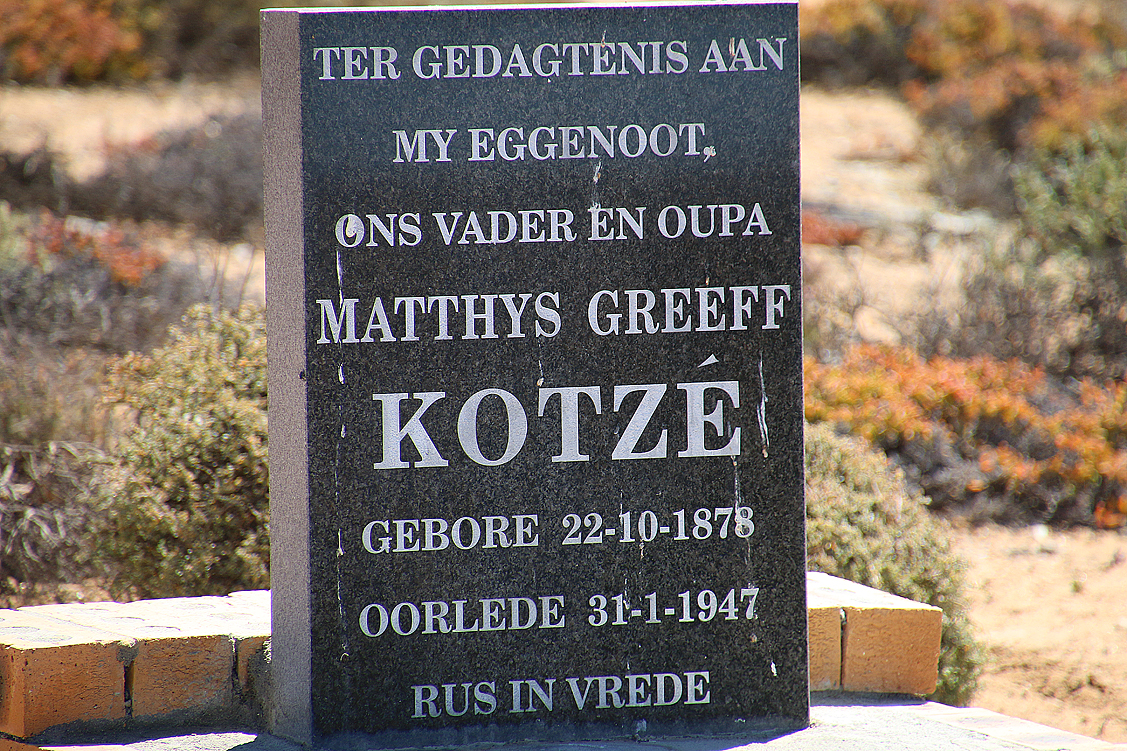 TER GEDAGTENIS AAN
MY EGGENOOT,
ONS VADER EN OUPA
MATTHYS GREEFF
KOTZÉ
GEBORE 22-10-1878
OORLEDE 31-1-1947
RUS IN VREDE